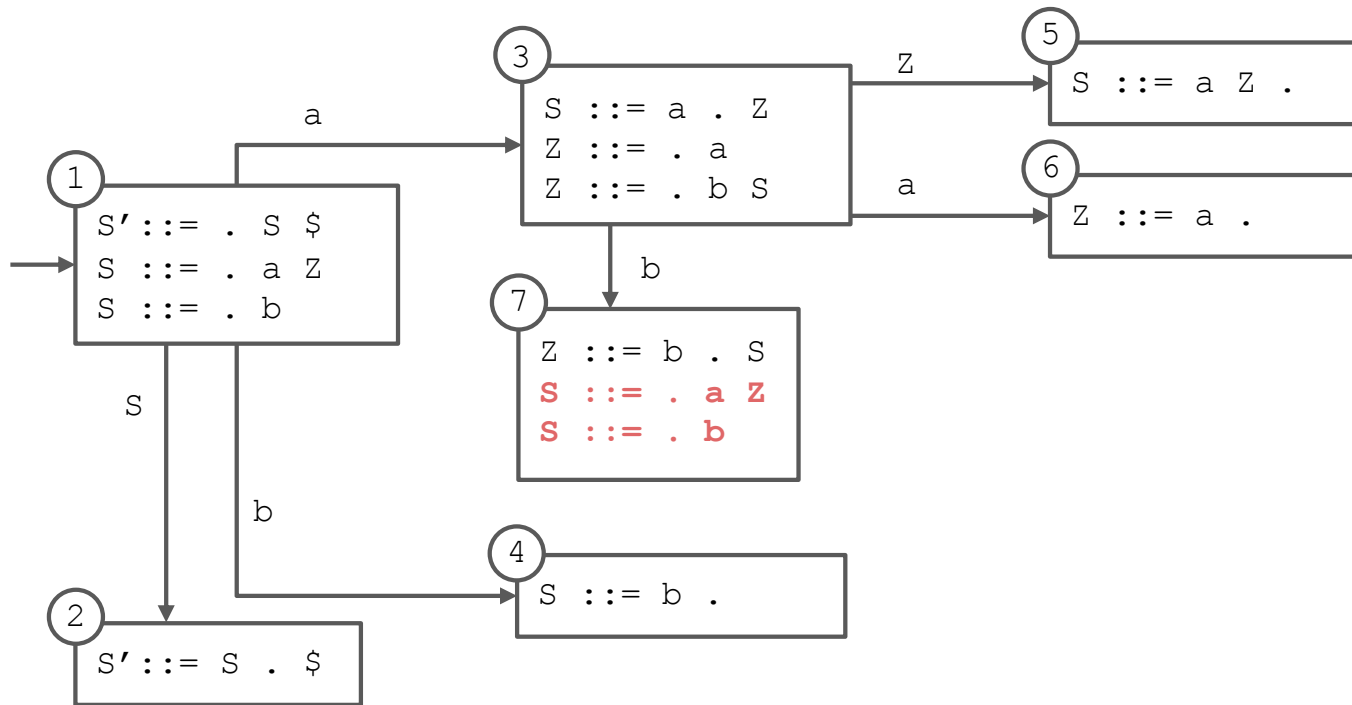 5
S ::= a Z .
Z
3
S ::= a . Z
Z ::= . a
Z ::= . b S
a
1
S’::= . S $
S ::= . a Z
S ::= . b
6
Z ::= a .
a
b
7
Z ::= b . S
S ::= . a Z
S ::= . b
S
b
4
S ::= b .
2
S’::= S . $